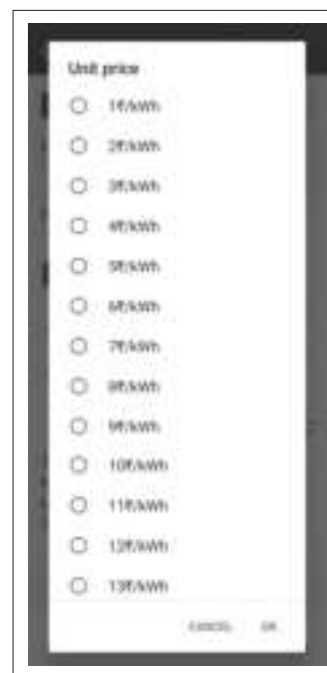 Unit price
1₹/kWh
2₹/kWh
3₹/kWh
4₹/kWh
5₹/kWh
6₹/kWh
7₹/kWh
8₹/kWh
9₹/kWh
10₹/kWh
11₹/kWh
12₹/kWh
13₹/kWh
CANCEL OK